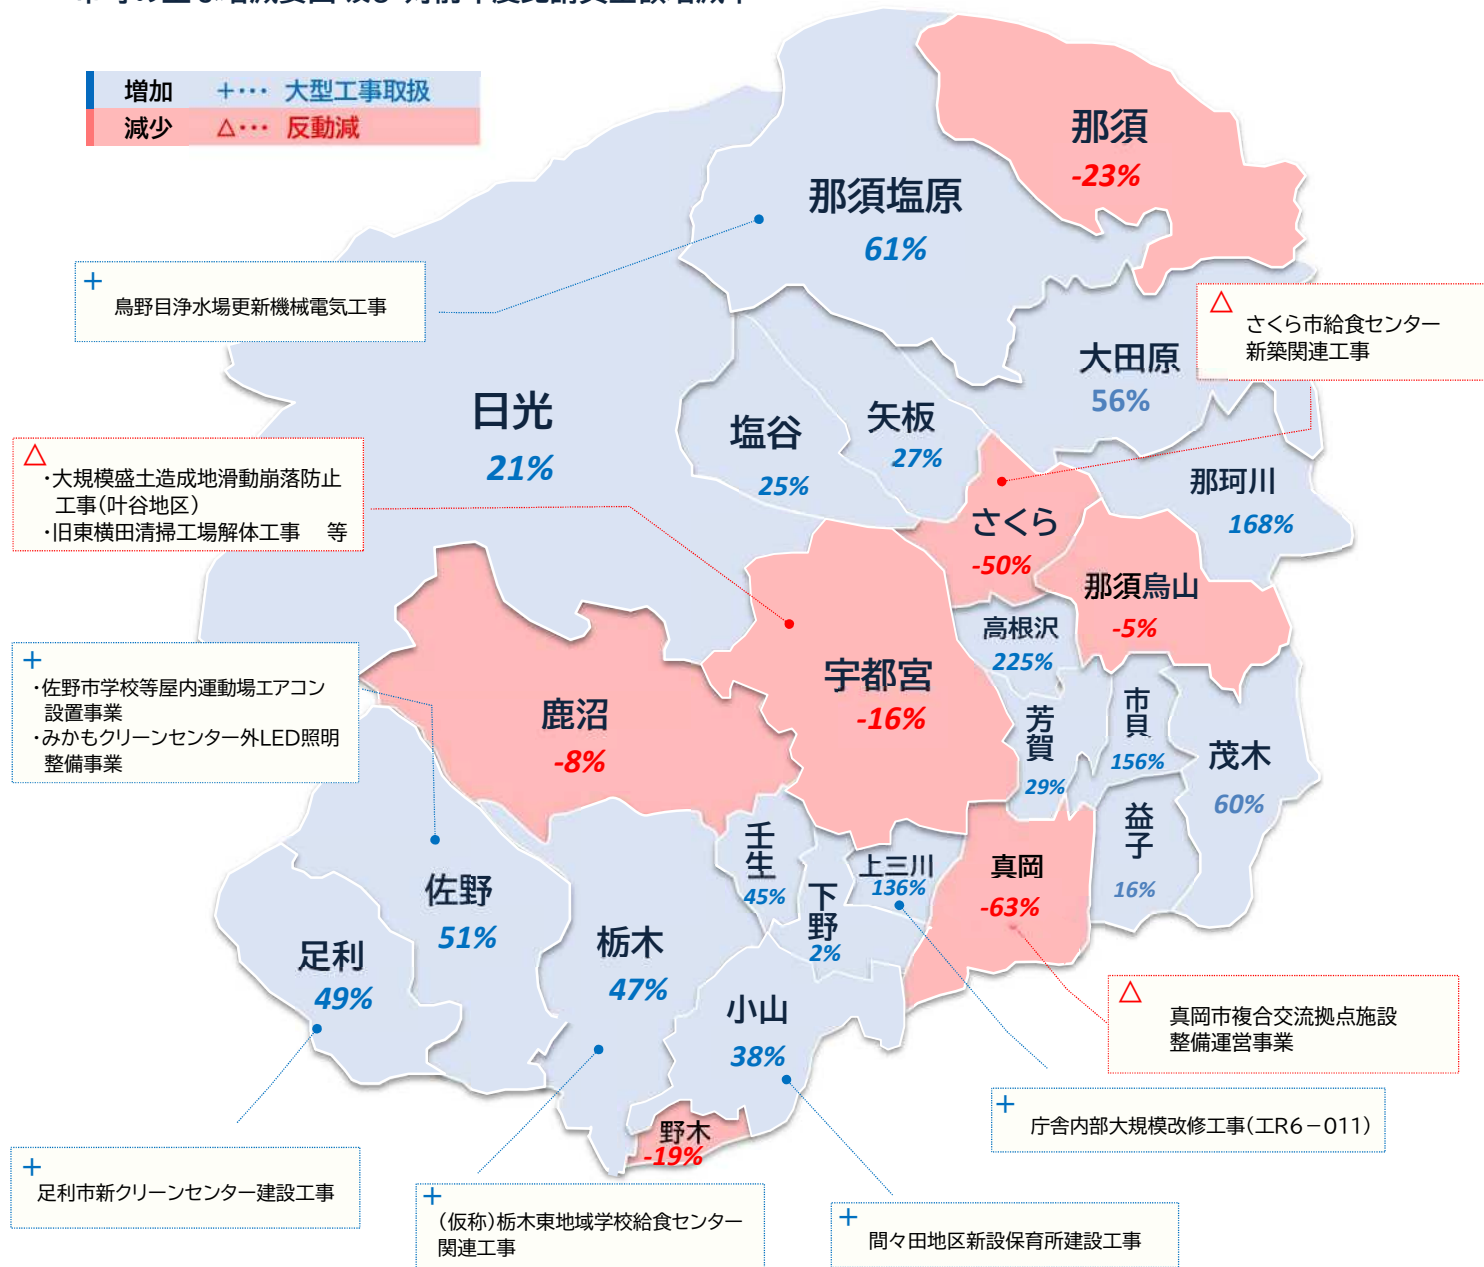 増加 +･･･ 大型工事取扱
減少 △･･･ 反動減
那須
-23%
那須塩原
61%
+
鳥野目浄水場更新機械電気工事
△
さくら市給食センター
新築関連工事
大田原
56%
日光
21%
塩谷
25%
矢板
27%
那珂川
168%
△
・大規模盛土造成地滑動崩落防止
工事(叶谷地区)
・旧東横田清掃工場解体工事　等
さくら
-50%
那須烏山
-5%
高根沢
225%
宇都宮
-16%
鹿沼
-8%
芳賀
29%
市貝
156%
茂木
60%
益子
16%
+
・佐野市学校等屋内運動場エアコン
設置事業
・みかもクリーンセンター外LED照明
整備事業
壬生
45%
下野
2%
上三川
136%
真岡
-63%
佐野
51%
足利
49%
栃木
47%
小山
38%
野木
-19%
△
真岡市複合交流拠点施設
整備運営事業
+
庁舎内部大規模改修工事(工R6－011)
+
足利市新クリーンセンター建設工事
+
(仮称)栃木東地域学校給食センター
関連工事
+
間々田地区新設保育所建設工事